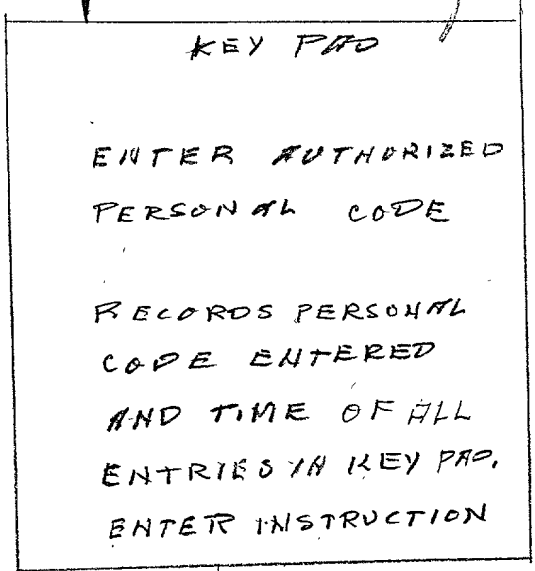 KEY PAD
ENTER AUTHORIZED
PERSONAL CODE
RECORDS PERSONAL
CODE ENTERED
AND TIME OF ALL
ENTRIES IN KEY PAD.
ENTER INSTRUCTION